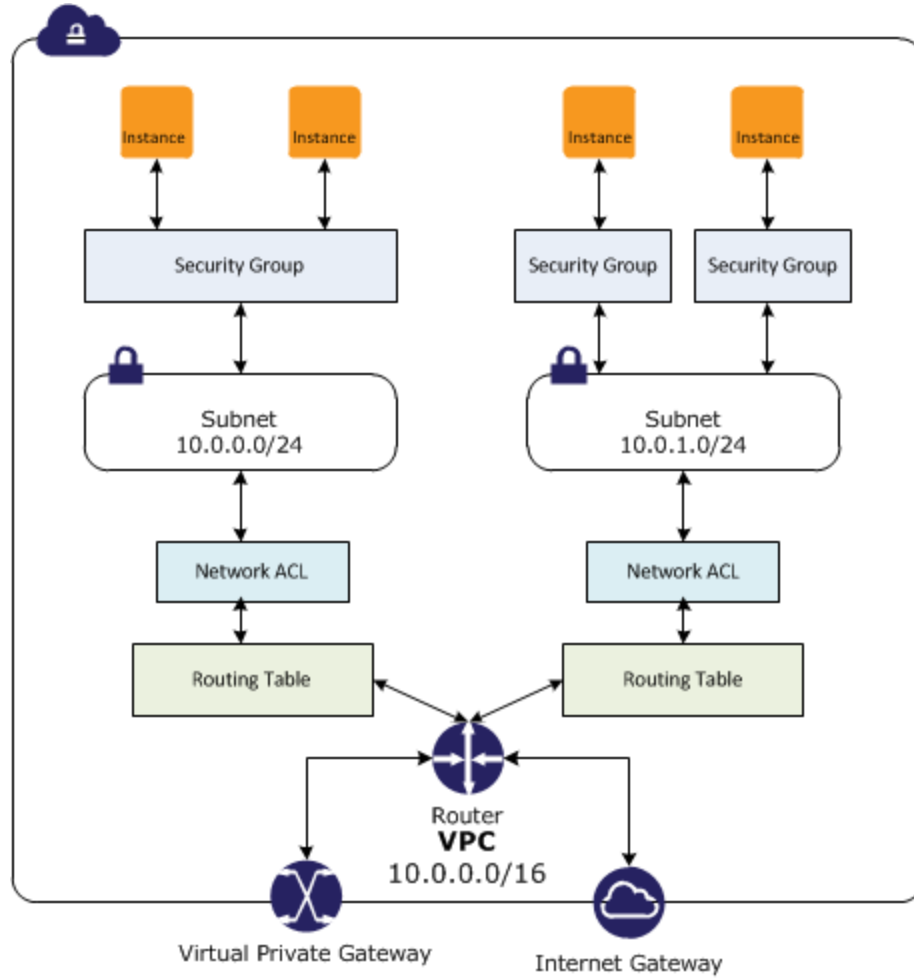 Instance
Instance
Instance
Instance
Security Group
Security Group
Security Group
Subnet
10.0.0.0/24
Subnet
10.0.1.0/24
Network ACL
Network ACL
Routing Table
Routing Table
Router
VPC
10.0.0.0/16
Virtual Private Gateway
Internet Gateway